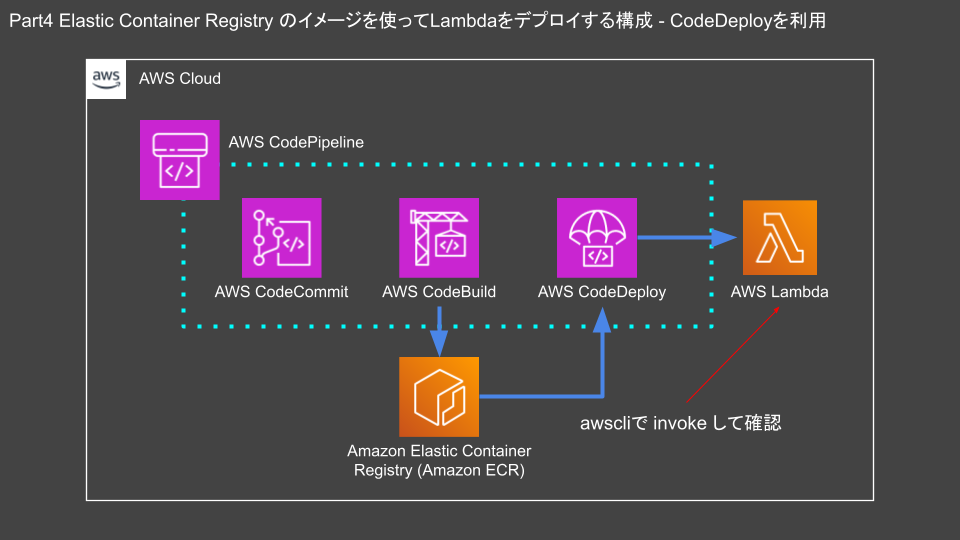 Part4 Elastic Container Registry のイメージを使ってLambdaをデプロイする構成 - CodeDeployを利用
aws
AWS Cloud
AWS CodePipeline
AWS CodeCommit
AWS CodeBuild
AWS CodeDeploy
AWS Lambda
awscliで invoke して確認
Amazon Elastic Container
Registry (Amazon ECR)